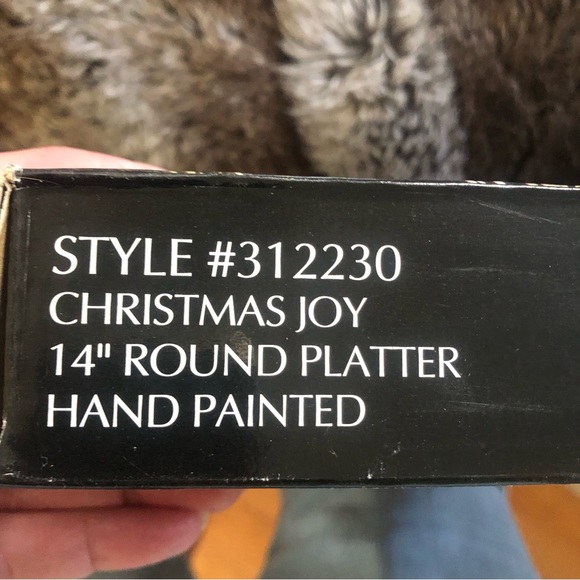 STYLE #312230
CHRISTMAS JOY
14" ROUND PLATTER
HAND PAINTED